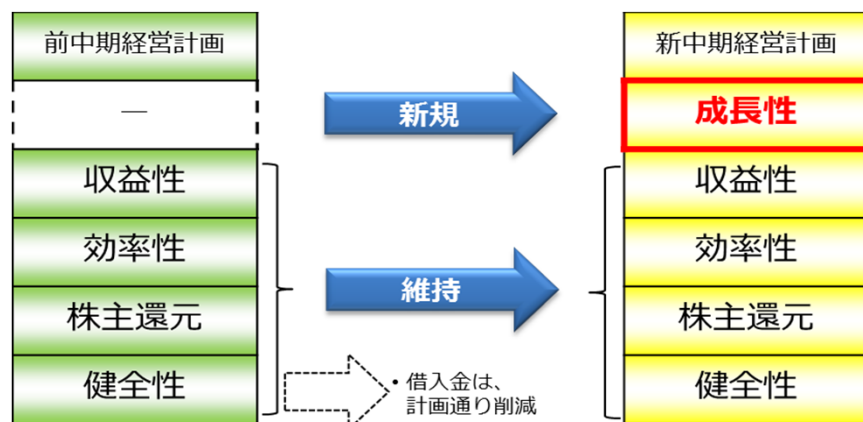 前中期経営計画
—
収益性
効率性
株主還元
健全性
新規
維持
• 借入金は、
計画通り削減
新中期経営計画
成長性
収益性
効率性
株主還元
健全性